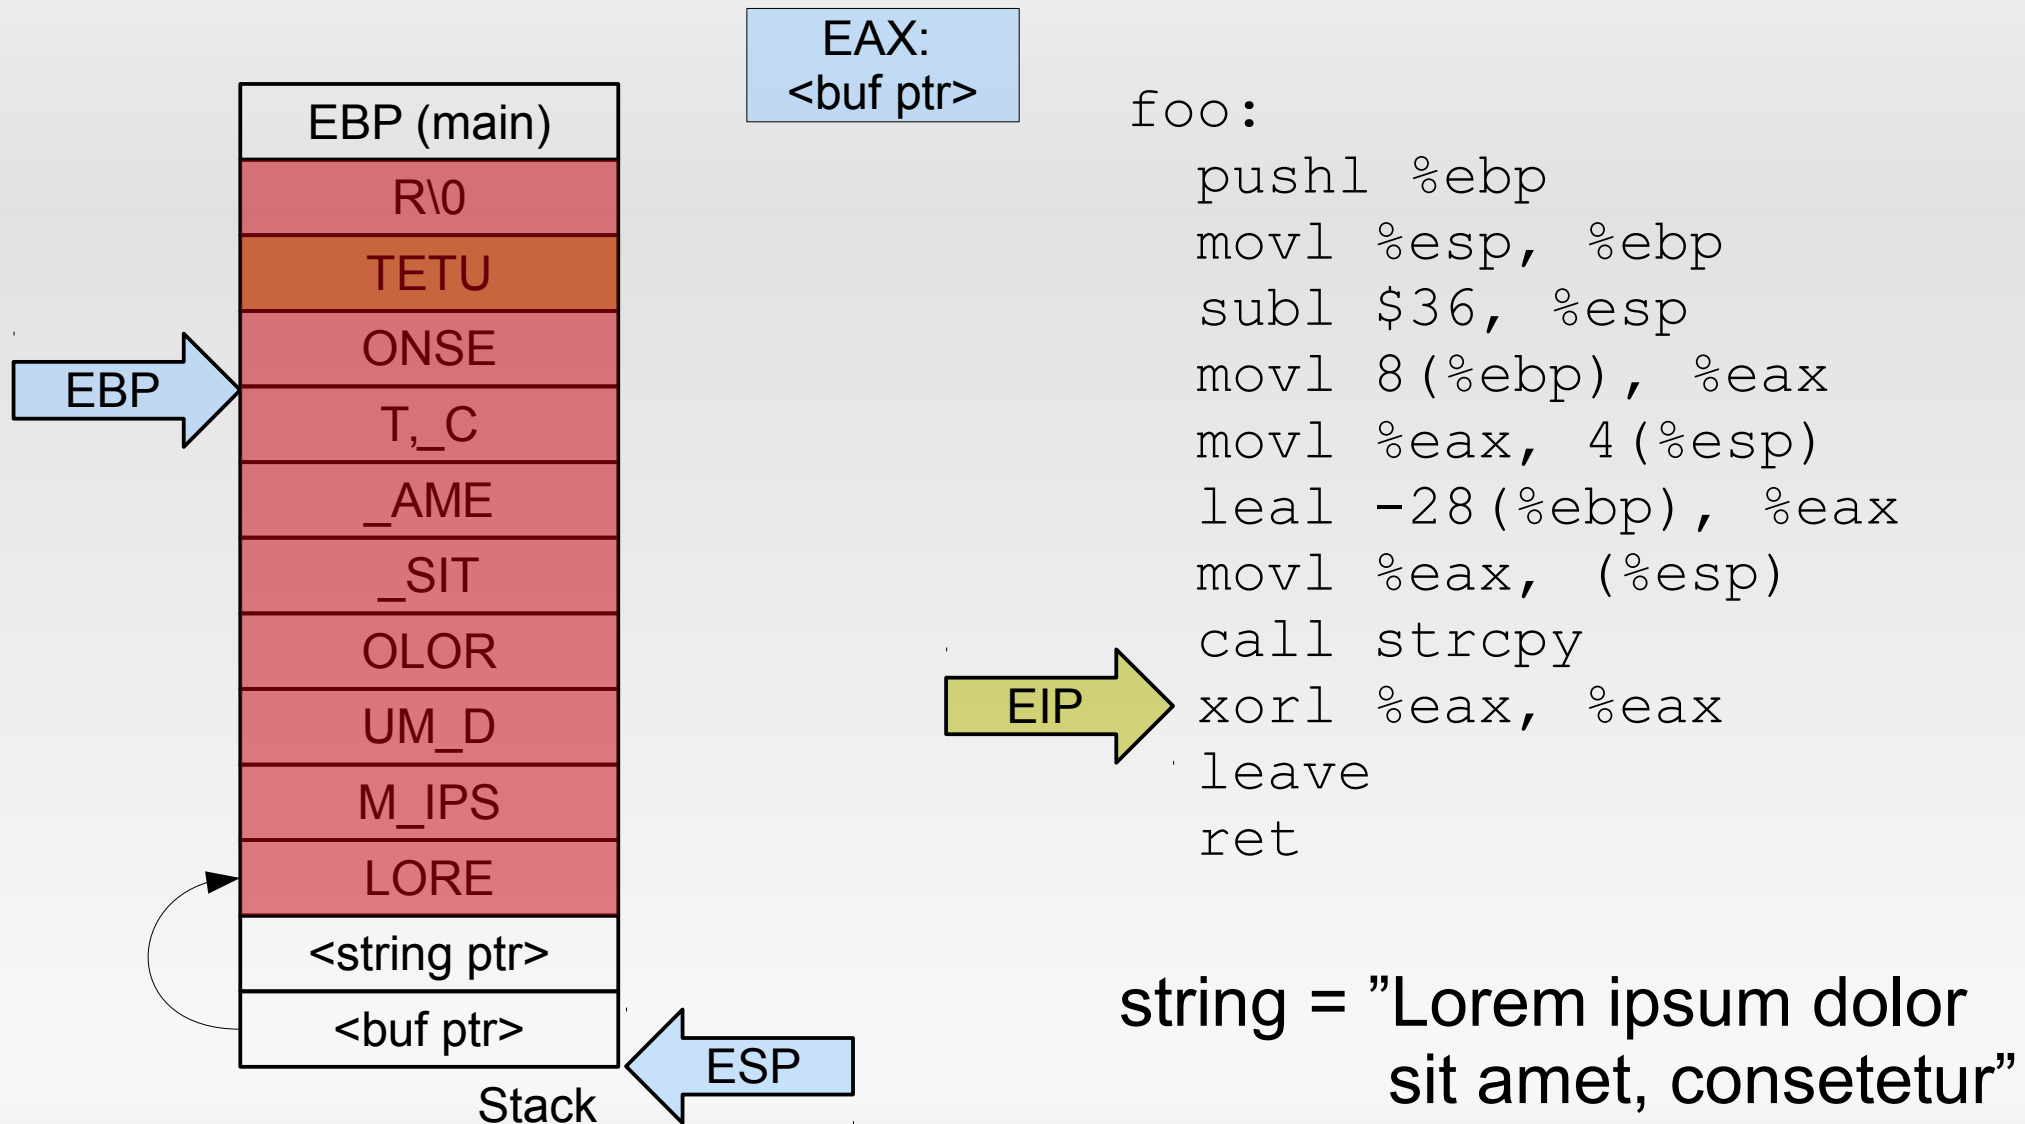 EAX:
<buf ptr>
EBP (main)
R\0
TETU
ONSE
T,_C
_AME
_SIT
OLOR
UM_D
M_IPS
LORE
<string ptr>
<buf ptr>
Stack
EBP
ESP
EIP
foo:
pushl %ebp
movl %esp, %ebp
subl $36, %esp
movl 8(%ebp), %eax
movl %eax, 4(%esp)
leal -28(%ebp), %eax
movl %eax, (%esp)
call strcpy
xorl %eax, %eax
leave
ret
string = ”Lorem ipsum dolor
sit amet, consetetur”